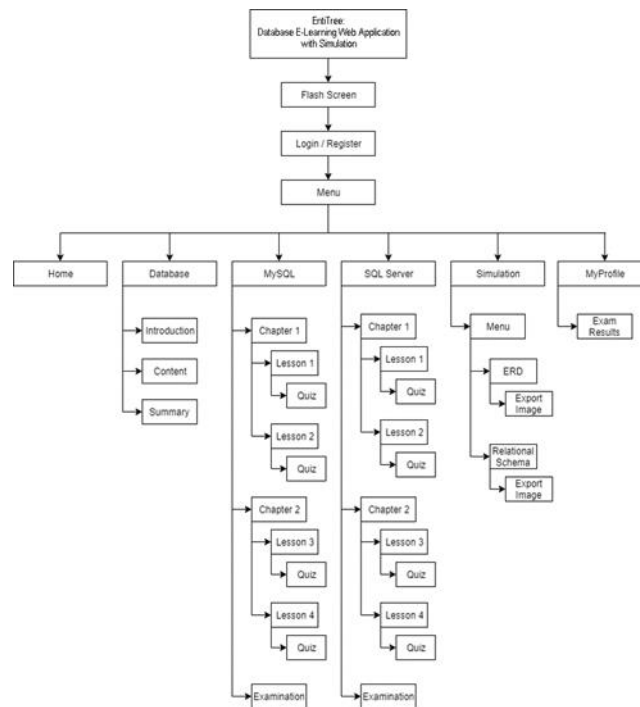 EntiTree:
Database E-Learning Web Application
with Simulation
Flash Screen
Login / Register
Menu
Home
Database
MySQL
SQL Server
Simulation
MyProfile
Introduction
Content
Summary
Chapter 1
Lesson 1
Quiz
Lesson 2
Quiz
Chapter 2
Lesson 3
Quiz
Lesson 4
Quiz
Examination
Chapter 1
Lesson 1
Quiz
Lesson 2
Quiz
Chapter 2
Lesson 3
Quiz
Lesson 4
Quiz
Examination
Menu
ERD
Export
Image
Relational
Schema
Export
Image
Exam
Results